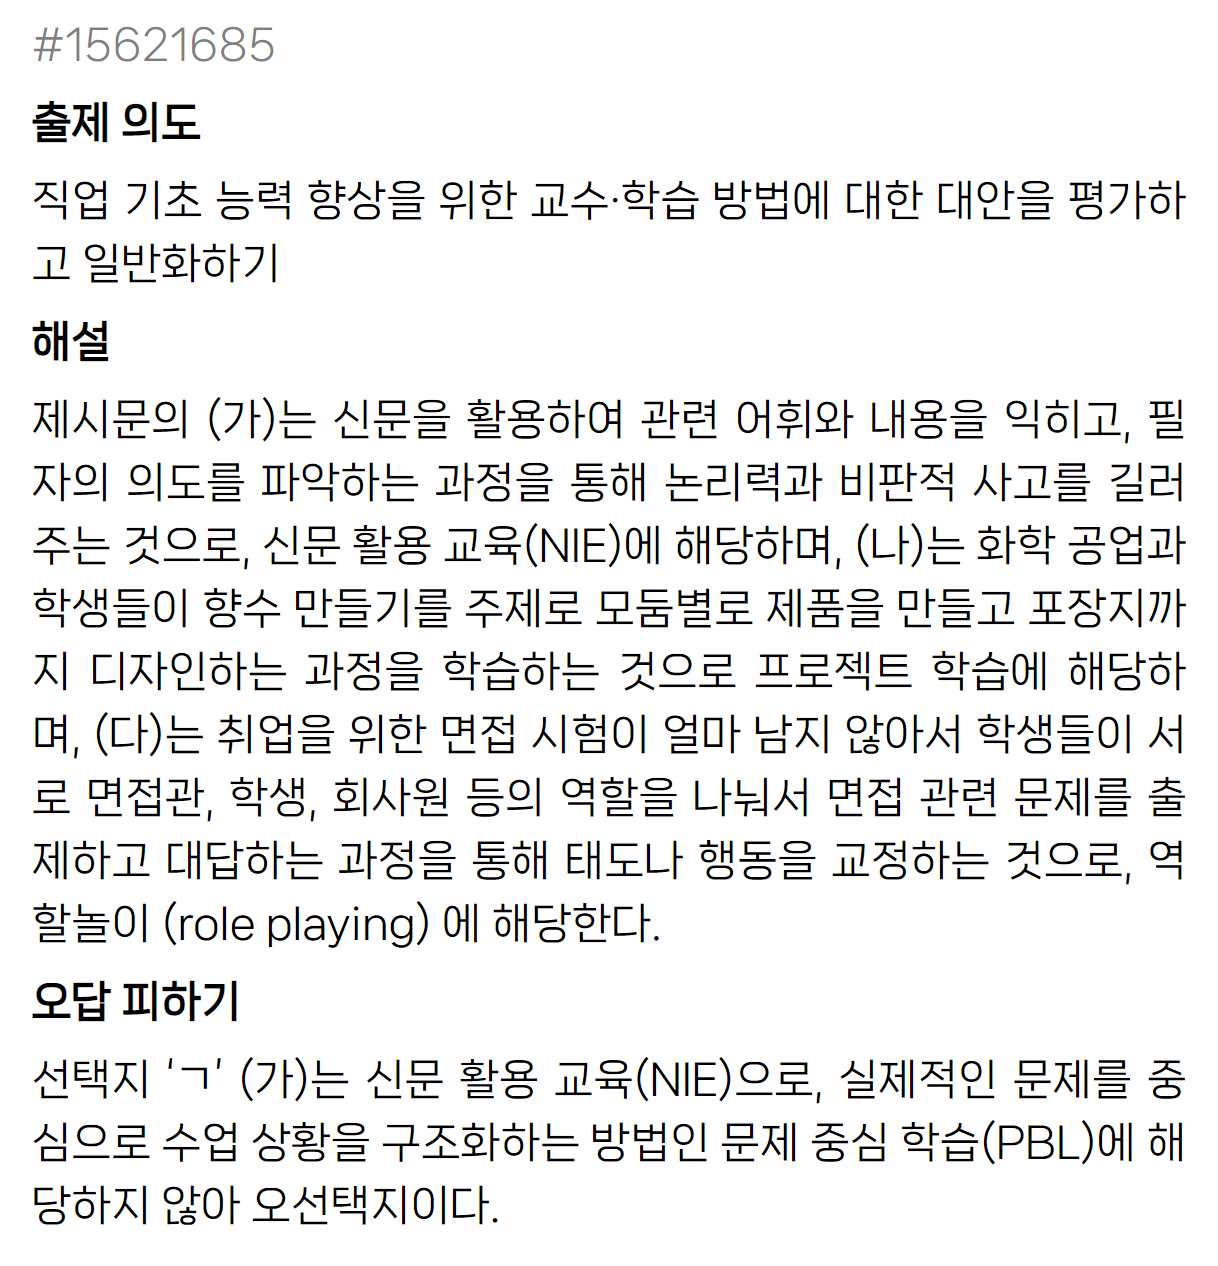 #15621685
출제 의도
직업 기초 능력 향상을 위한 교수·학습 방법에 대한 대안을 평가하
고 일반화하기
해설
제시문의 (가)는 신문을 활용하여 관련 어휘와 내용을 익히고, 필
자의 의도를 파악하는 과정을 통해 논리력과 비판적 사고를 길러
주는 것으로, 신문 활용 교육(NIE)에 해당하며, (나)는 화학 공업과
학생들이 향수 만들기를 주제로 모둠별로 제품을 만들고 포장지까
지 디자인하는 과정을 학습하는 것으로 프로젝트 학습에 해당하
며, (다)는 취업을 위한 면접 시험이 얼마 남지 않아서 학생들이 서
로 면접관, 학생, 회사원 등의 역할을 나눠서 면접 관련 문제를 출
제하고 대답하는 과정을 통해 태도나 행동을 교정하는 것으로, 역
할놀이 (role playing) 에 해당한다.
오답 피하기
선택지 ‘ㄱ’ (가)는 신문 활용 교육(NIE)으로, 실제적인 문제를 중
심으로 수업 상황을 구조화하는 방법인 문제 중심 학습(PBL)에 해
당하지 않아 오선택지이다.